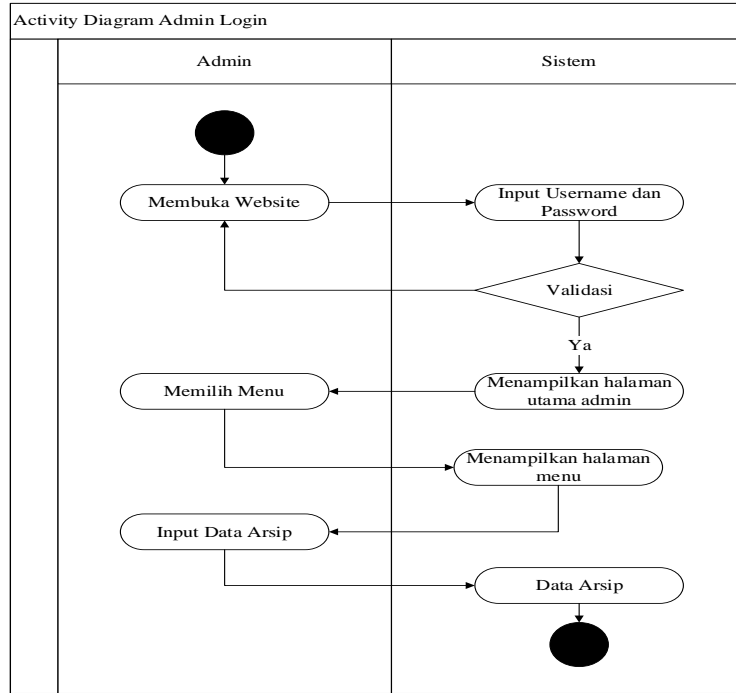 Activity Diagram Admin Login
Admin
Sistem
Membuka Website
Input Username dan
Password
Validasi
Ya
Memilih Menu
Menampilkan halaman
utama admin
Menampilkan halaman
menu
Input Data Arsip
Data Arsip